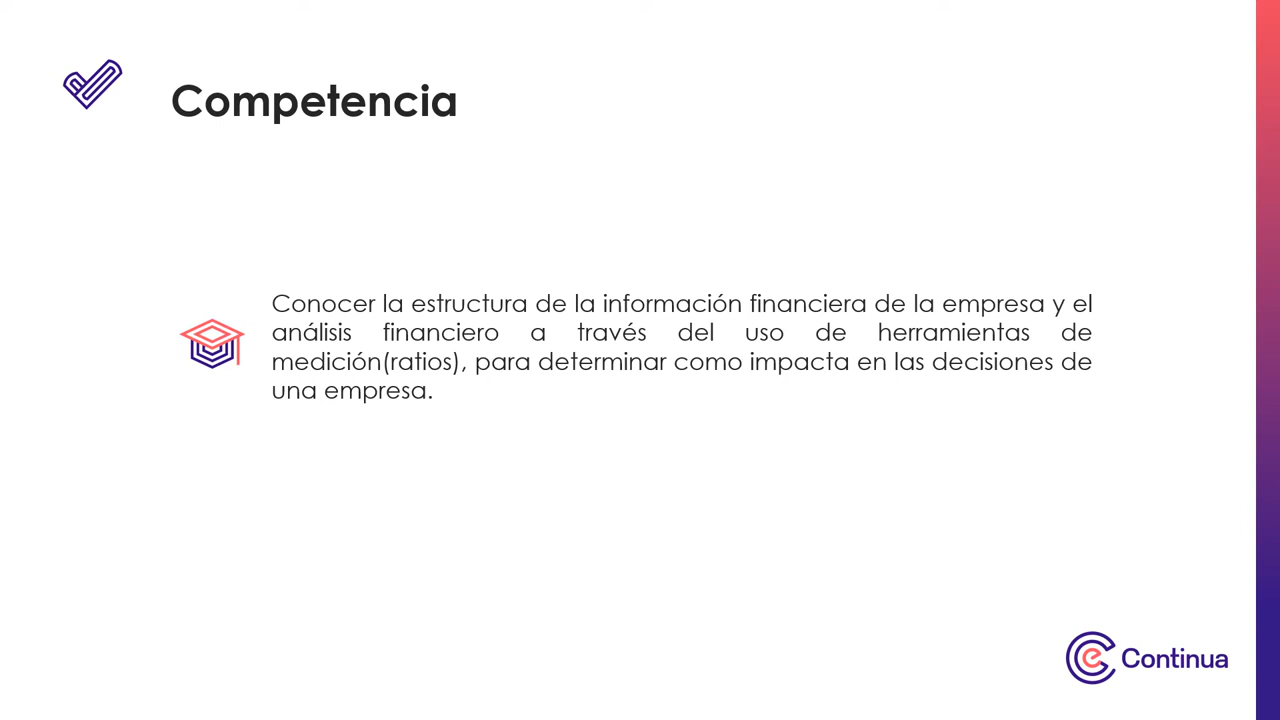 Competencia
Conocer la estructura de la información financiera de la empresa y el
análisis financiero a través del uso de herramientas de
medición(ratios), para determinar como impacta en las decisiones de
una empresa.
Continua